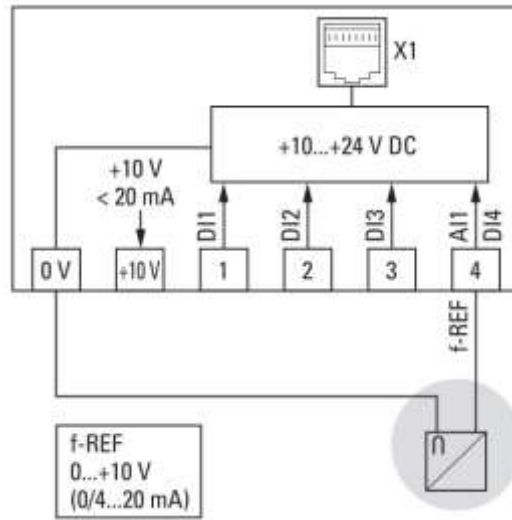 X1
+10...+24 V DC
+10 V
< 20 mA
DI1
DI2
DI3
AI1
DI4
0 V
+10 V
1
2
3
4
f-REF
f-REF
0...+10 V
(0/4...20 mA)